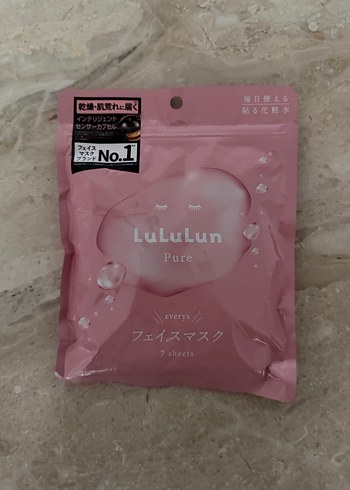 乾燥・肌荒れに届く
インテリジェント
センサーカプセル
フェイス
マスク
ブランド
No.1
毎日使える
貼る化粧水
LuLuLun
Pure
everys
フェイスマスク
7 sheets